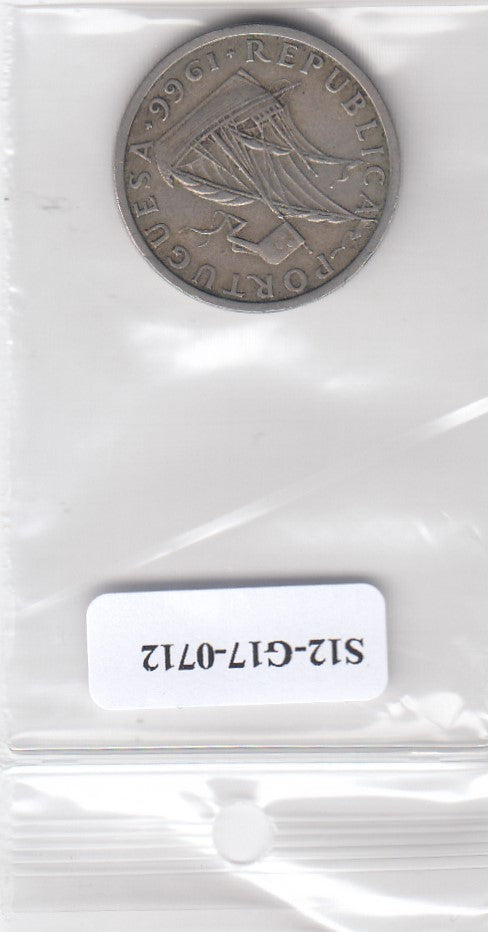 REPUBLICA · PORTUGUESA · 1966 ·
S12-G17-0712